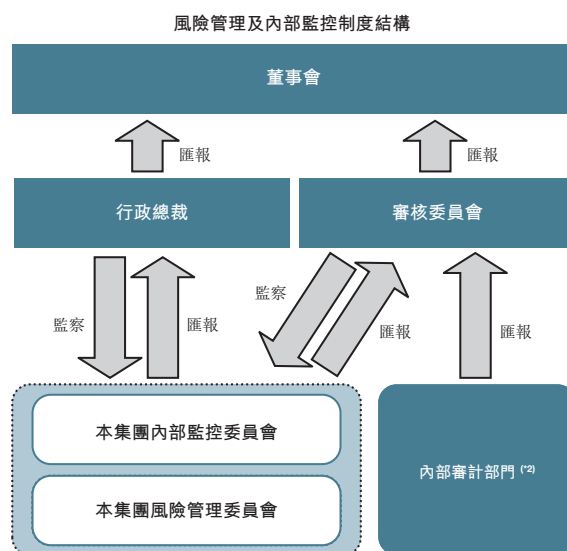 風險管理及內部監控制度結構
董事會
匯報
匯報
行政總裁
審核委員會
監察
匯報
監察
匯報
匯報
本集團內部監控委員會
本集團風險管理委員會
內部審計部門 (*2)